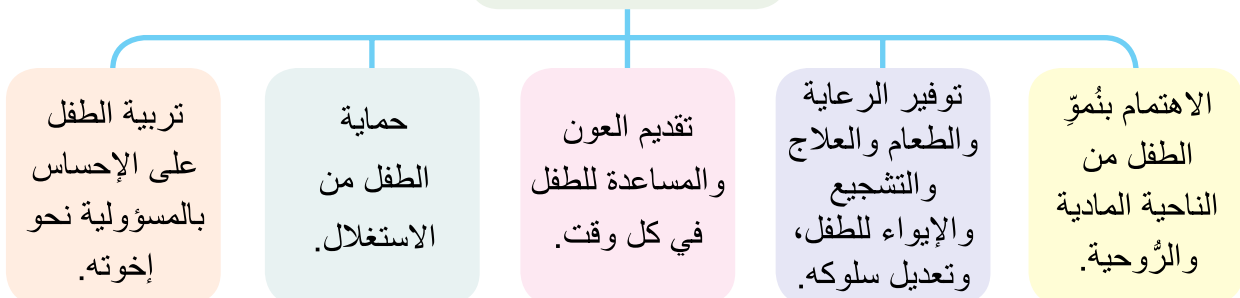 الاهتمام بنُموِّ
الطفل من
الناحية المادية
والرُّوحية.
توفير الرعاية
والطعام والعلاج
والتشجيع
والإيواء للطفل،
وتعديل سلوكه.
تقديم العون
والمساعدة للطفل
في كل وقت.
حماية
الطفل من
الاستغلال.
تربية الطفل
على الإحساس
بالمسؤولية نحو
إخوته.